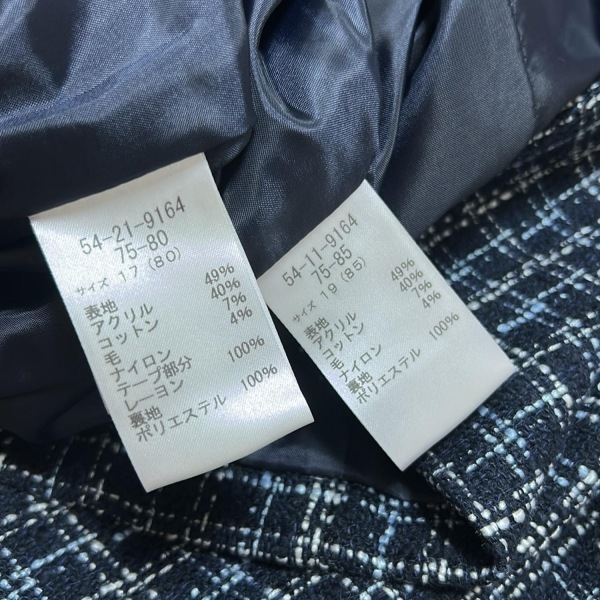 54-21-9164
75-80
サイズ 17 (80)
表地
アクリル 49%
コットン 40%
毛 7%
ナイロン 4%
テープ部分
レーヨン 100%
裏地
ポリエステル 100%
54-11-9164
75-85
サイズ 19 (85)
表地
アクリル 49%
コットン 40%
毛 7%
ナイロン 4%
裏地
ポリエステル 100%